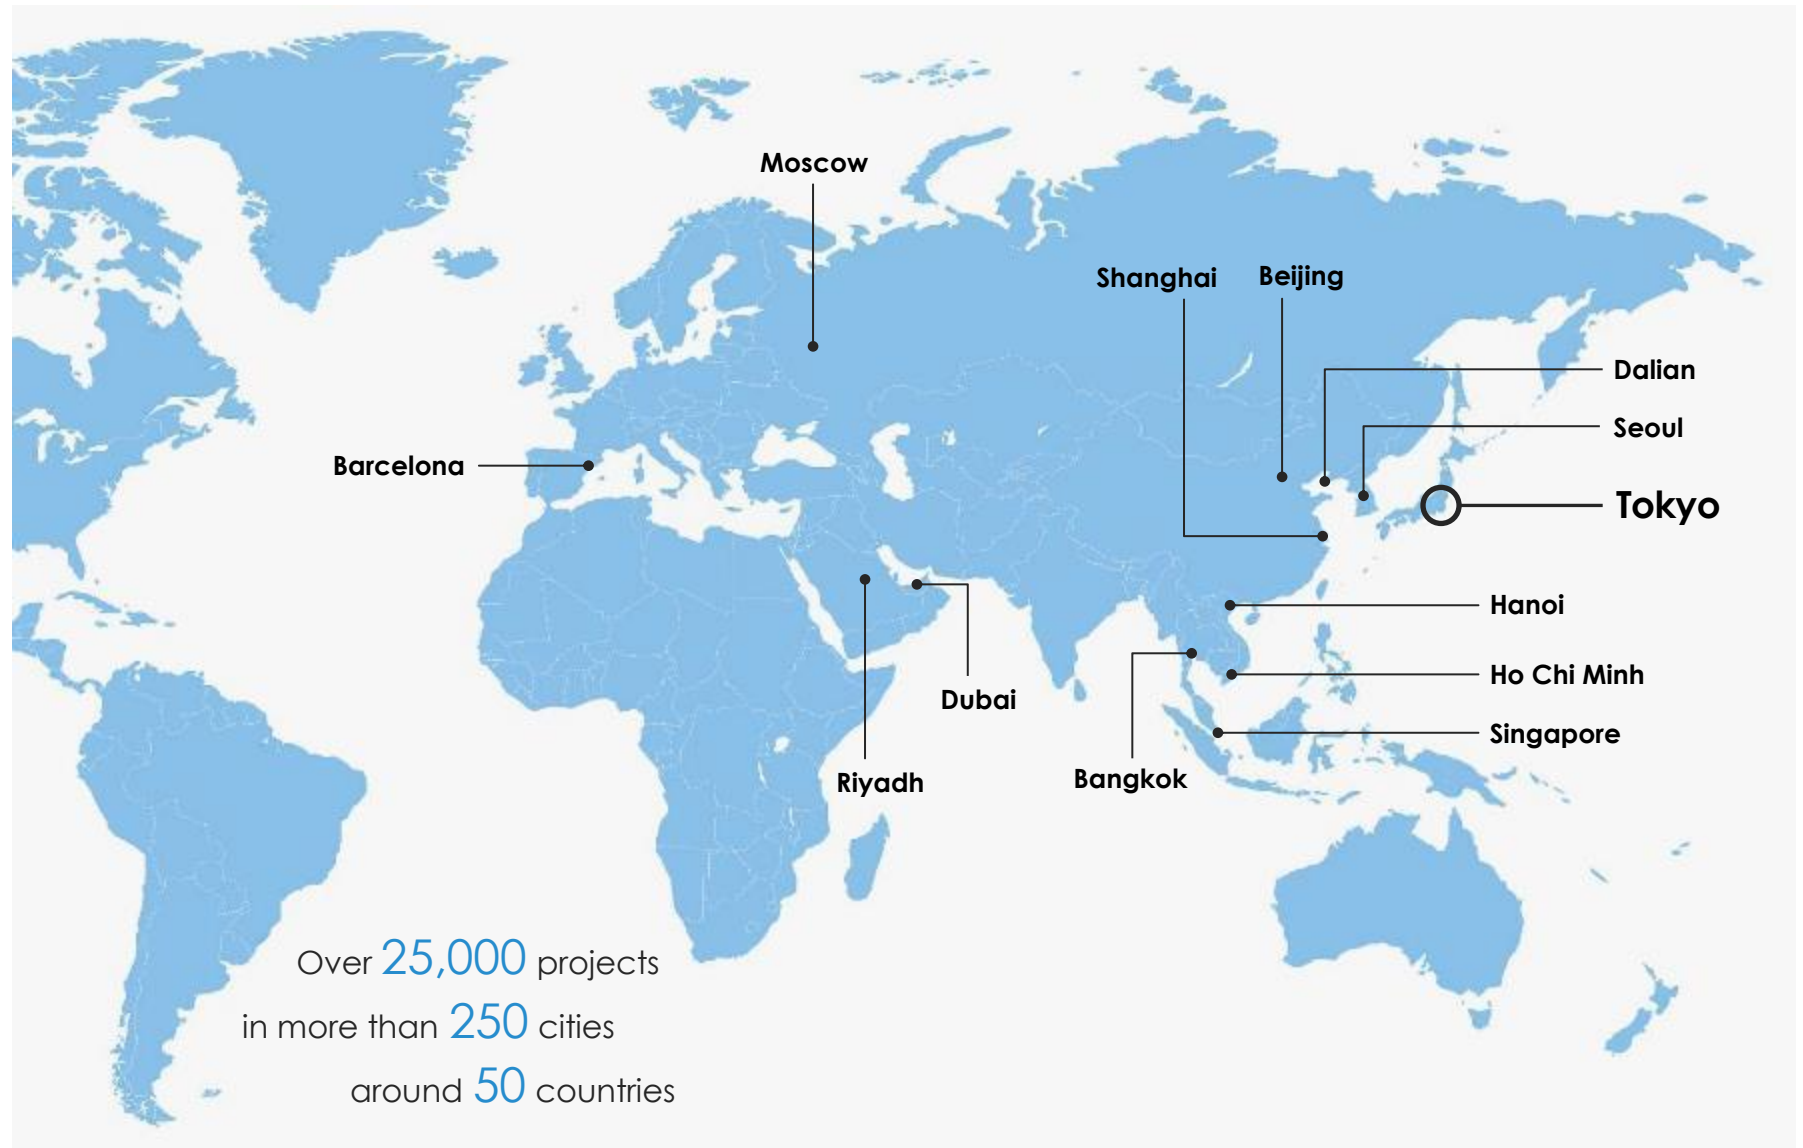 Moscow
Shanghai
Beijing
Dalian
Seoul
Barcelona
Tokyo
Hanoi
Ho Chi Minh
Dubai
Singapore
Riyadh
Bangkok
Over 25,000 projects
in more than 250 cities
around 50 countries